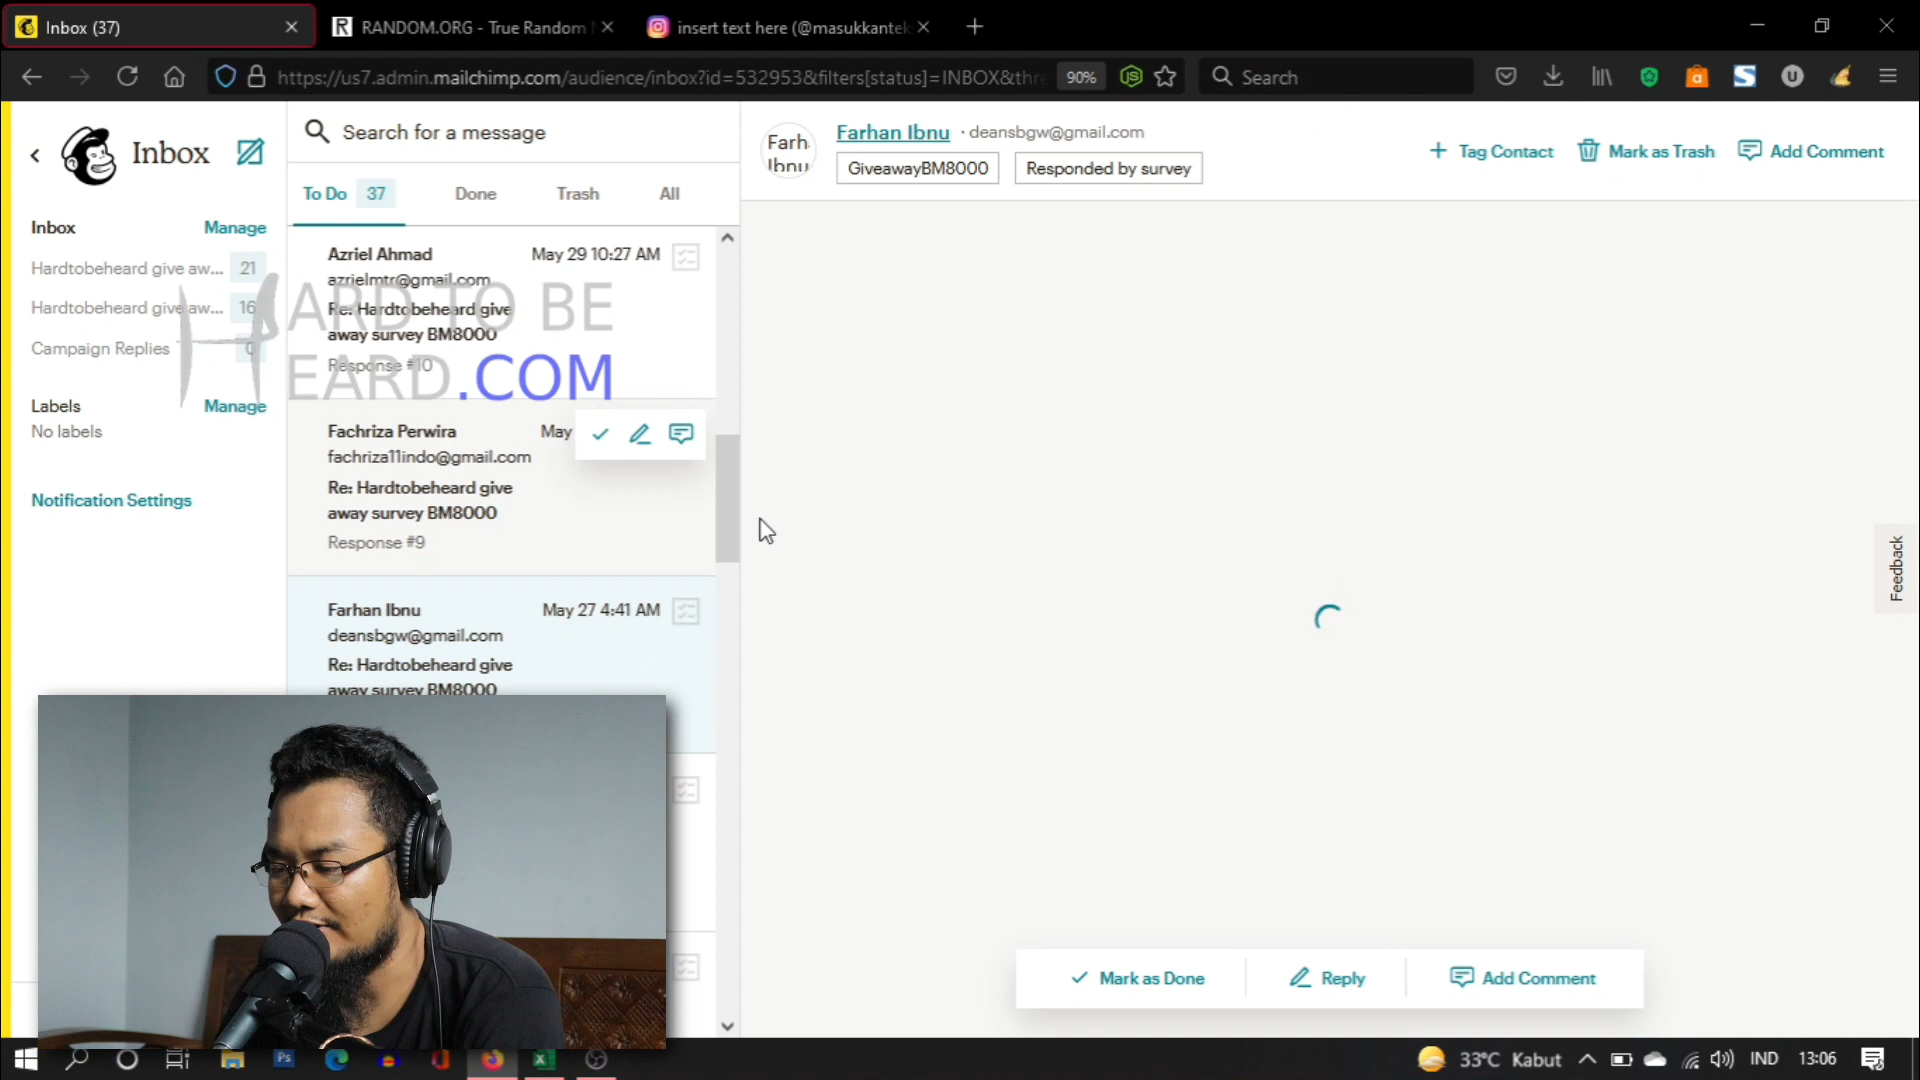 Inbox (37)
RANDOM.ORG - True Random
insert text here (@masukkantek
https://us7.admin.mailchimp.com/audience/inbox?id=532953&filters[status]=INBOX&thre
90%
Search
Inbox
Search for a message
Farh
Ibnu
Farhan Ibnu · deansbgw@gmail.com
GiveawayBM8000
Responded by survey
Tag Contact
Mark as Trash
Add Comment
To Do 37
Done
Trash
All
Inbox
Manage
Hardtobeheard give aw... 21
Hardtobeheard give aw... 16
Campaign Replies 0
Labels
Manage
No labels
Notification Settings
HARD TO BE
HEARD.COM
Azriel Ahmad
May 29 10:27 AM
azrielmtr@gmail.com
Re: Hardtobeheard give
away survey BM8000
Response #10
Fachriza Perwira
May
fachriza11indo@gmail.com
Re: Hardtobeheard give
away survey BM8000
Response #9
Farhan Ibnu
May 27 4:41 AM
deansbgw@gmail.com
Re: Hardtobeheard give
away survey BM8000
Feedback
Mark as Done
Reply
Add Comment
Ps
33°C Kabut
IND
13:06